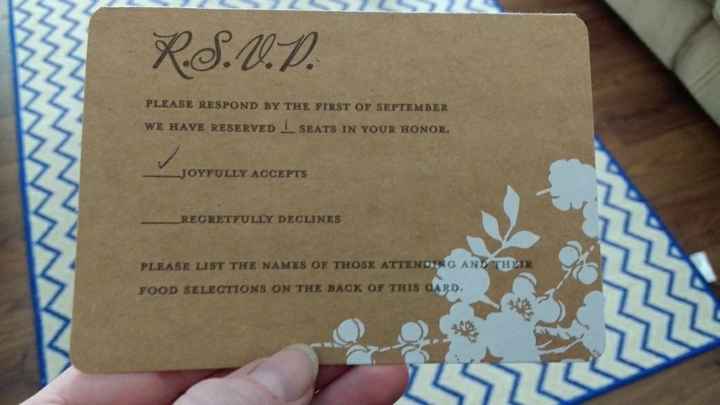 R.S.V.P.
PLEASE RESPOND BY THE FIRST OF SEPTEMBER
WE HAVE RESERVED 1 SEATS IN YOUR HONOR.
✓ JOYFULLY ACCEPTS
____REGRETFULLY DECLINES
PLEASE LIST THE NAMES OF THOSE ATTENDING AND THEIR
FOOD SELECTIONS ON THE BACK OF THIS CARD.